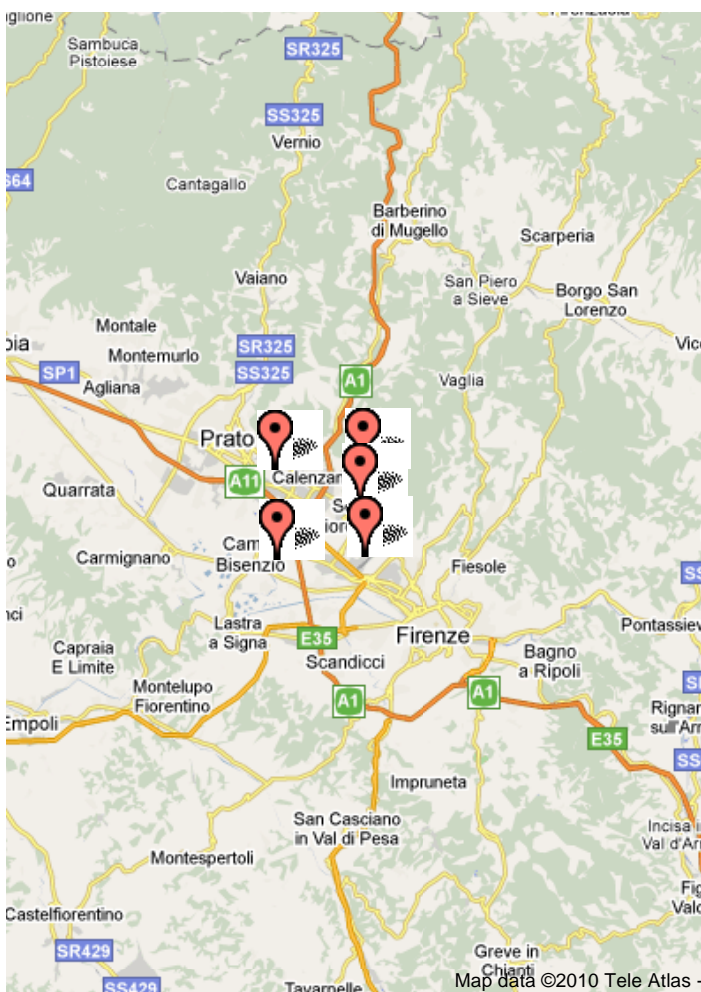 Sambuca
Pistoiese
SR325
SS325
Vernio
Cantagallo
Barberino
di Mugello
Scarperia
Vaiano
San Piero
a Sieve
Borgo San
Lorenzo
Montale
Montemurlo
SR325
SS325
SP1
Agliana
A1
Vaglia
Prato
A11
Quarrata
Carmignano
Bisenzio
Fiesole
Lastra
a Signa
E35
Firenze
Scandicci
Capraia
E Limite
Bagno
a Ripoli
Montelupo
Fiorentino
A1
A1
Empoli
E35
Impruneta
San Casciano
in Val di Pesa
Montespertoli
Castelfiorentino
SR429
SS429
Greve in
Chianti
Tavarnelle
Map data ©2010 Tele Atlas -